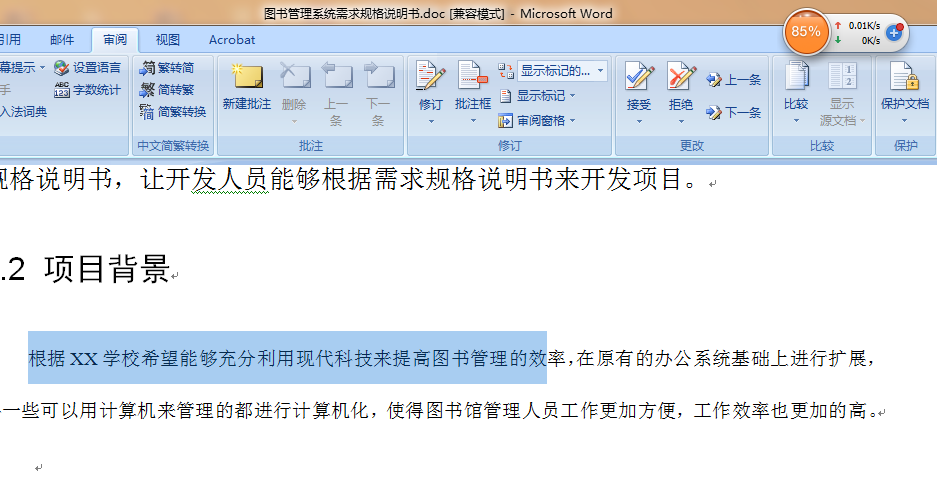 图书管理系统需求规格说明书.doc [兼容模式] - Microsoft Word
85%
0.01K/s
0K/s
引用 邮件 审阅 视图 Acrobat
幕提示 设置语言
手 字数统计
入法词典
ABC
123
繁转简
简转繁
简繁转换
中文简繁转换
新建批注 删除 上一条 下一条
批注
修订 批注框 显示标记的...
显示标记
审阅窗格
修订
接受 拒绝 上一条
下一条
更改
比较 显示源文档
比较
保护文档
保护
规格说明书，让开发人员能够根据需求规格说明书来开发项目。
.2 项目背景
根据 XX 学校希望能够充分利用现代科技来提高图书管理的效率，在原有的办公系统基础上进行扩展，
一些可以用计算机来管理的都进行计算机化，使得图书馆管理人员工作更加方便，工作效率也更加的高。